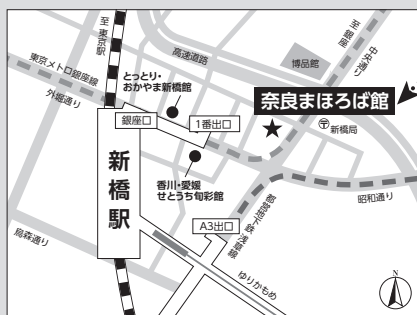 至 東京駅
東京メトロ銀座線
外堀通り
とっとり・
おかやま新橋館
高速道路
博品館
至 銀座
中央通り
奈良まほろば館
新橋局
銀座口
1番出口
新橋駅
香川・愛媛
せとうち旬彩館
昭和通り
都営地下鉄 浅草線
A3出口
烏森通り
ゆりかもめ
N